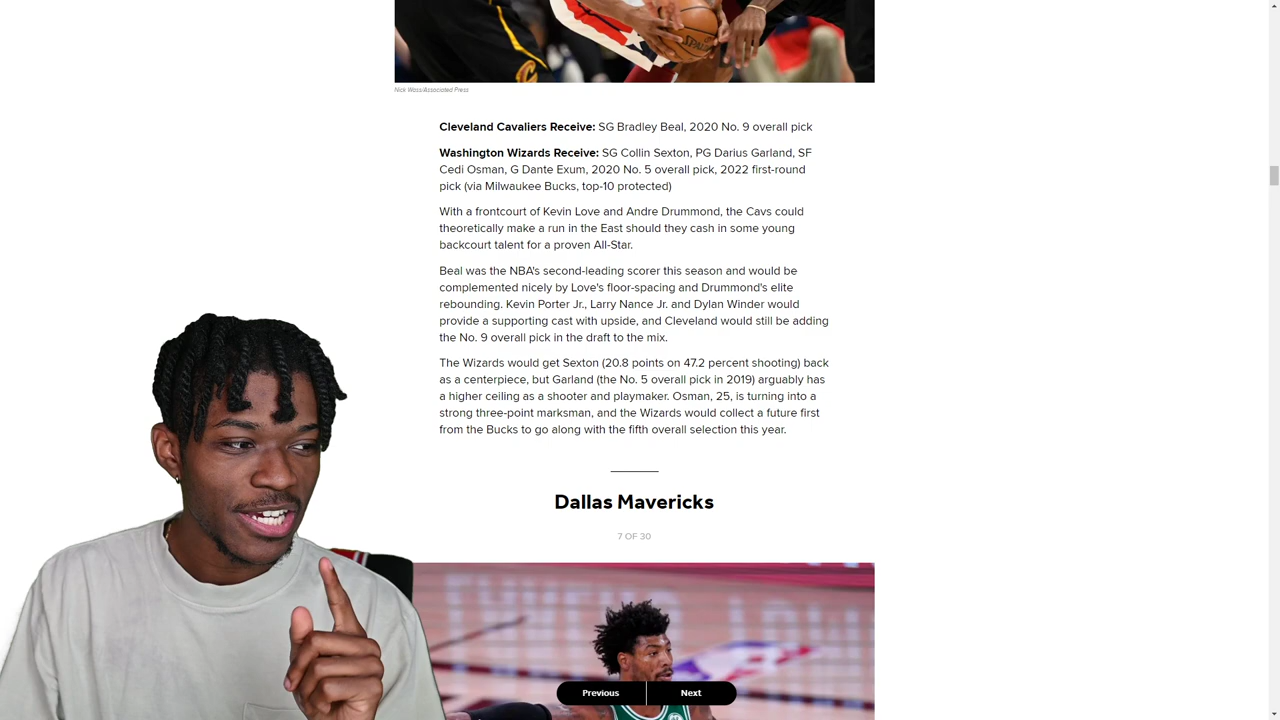 Nick Wass/Associated Press
Cleveland Cavaliers Receive: SG Bradley Beal, 2020 No. 9 overall pick
Washington Wizards Receive: SG Collin Sexton, PG Darius Garland, SF
Cedi Osman, G Dante Exum, 2020 No. 5 overall pick, 2022 first-round
pick (via Milwaukee Bucks, top-10 protected)
With a frontcourt of Kevin Love and Andre Drummond, the Cavs could
theoretically make a run in the East should they cash in some young
backcourt talent for a proven All-Star.
Beal was the NBA's second-leading scorer this season and would be
complemented nicely by Love's floor-spacing and Drummond's elite
rebounding. Kevin Porter Jr., Larry Nance Jr. and Dylan Winder would
provide a supporting cast with upside, and Cleveland would still be adding
the No. 9 overall pick in the draft to the mix.
The Wizards would get Sexton (20.8 points on 47.2 percent shooting) back
as a centerpiece, but Garland (the No. 5 overall pick in 2019) arguably has
a higher ceiling as a shooter and playmaker. Osman, 25, is turning into a
strong three-point marksman, and the Wizards would collect a future first
from the Bucks to go along with the fifth overall selection this year.
Dallas Mavericks
7 OF 30
Previous
Next